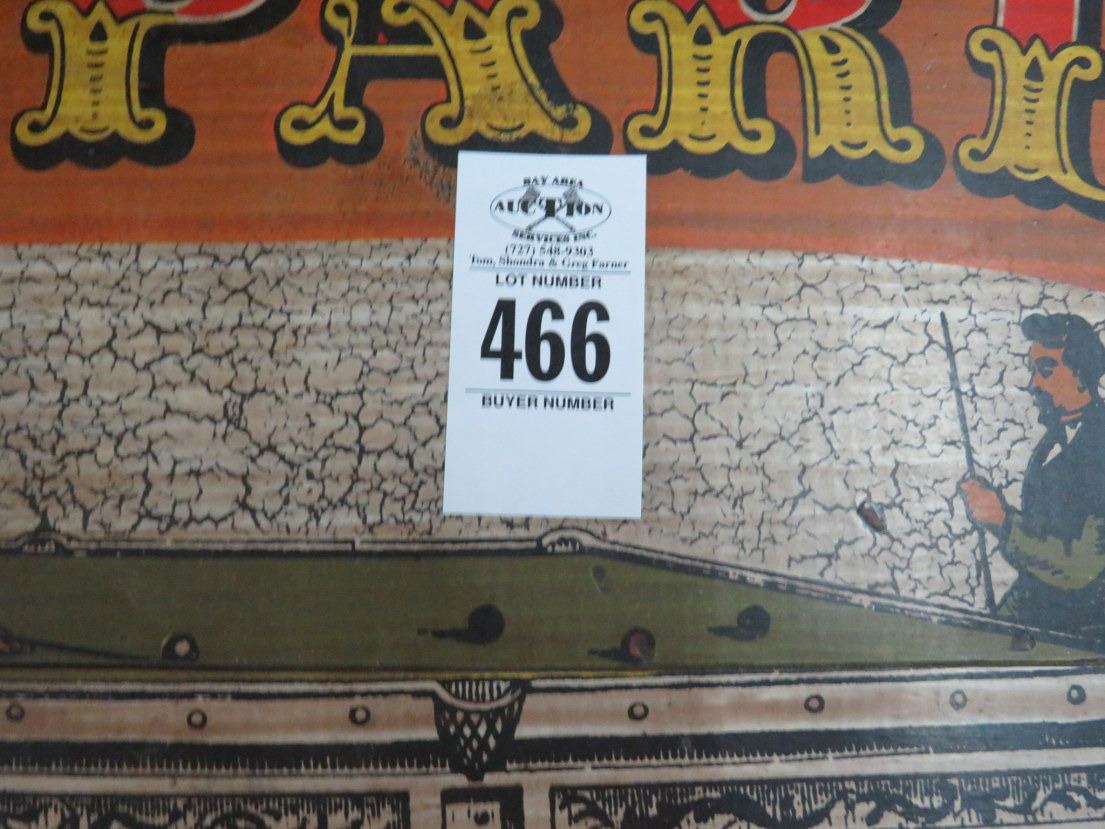 PARL
BAY AREA
AUCTION
SERVICES INC.
(727) 548-9303
Tom, Shondra & Greg Farner
LOT NUMBER
466
BUYER NUMBER